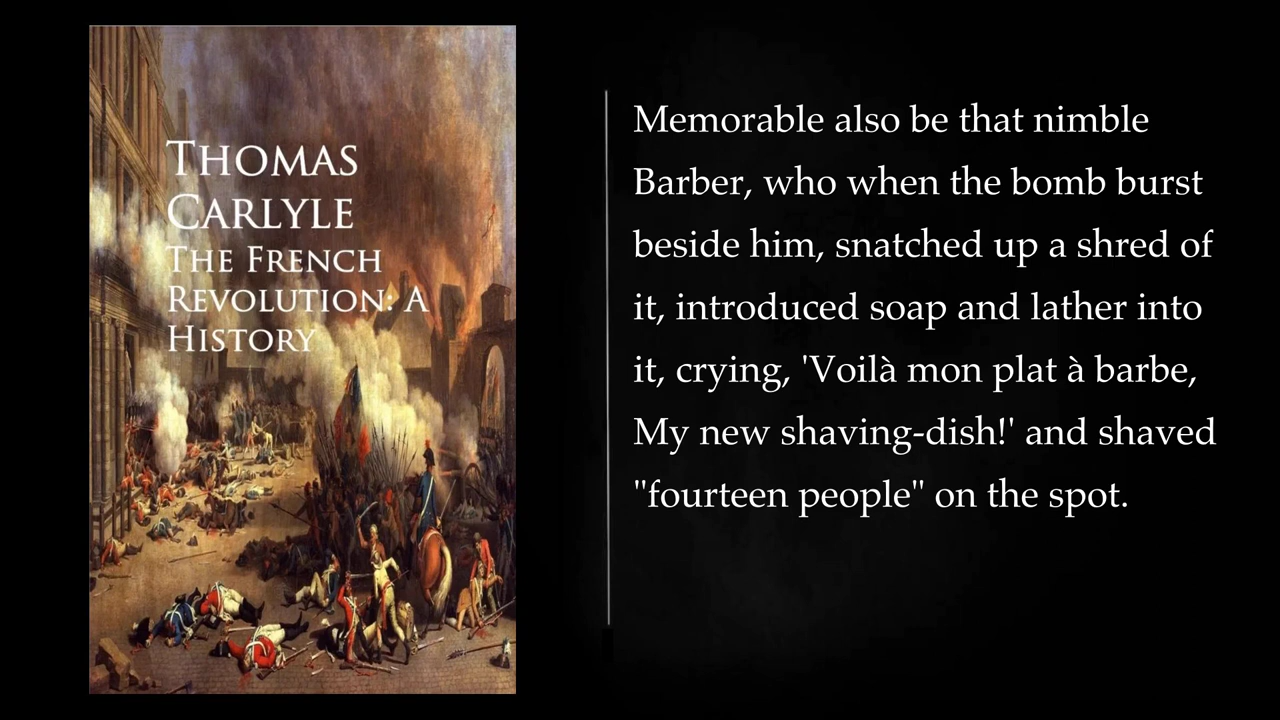 THOMAS
CARLYLE
THE FRENCH
REVOLUTION: A
HISTORY
Memorable also be that nimble
Barber, who when the bomb burst
beside him, snatched up a shred of
it, introduced soap and lather into
it, crying, 'Voilà mon plat à barbe,
My new shaving-dish!' and shaved
"fourteen people" on the spot.